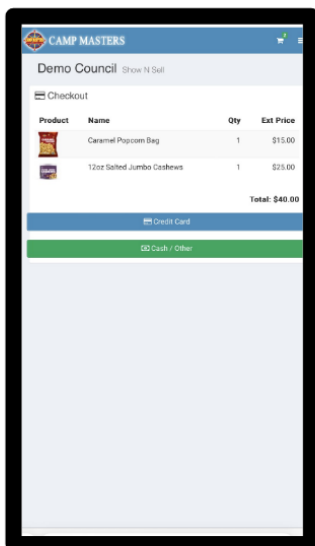 CAMP MASTERS
Demo Council Show N Sell
Checkout
Product Name Qty Ext Price
Caramel Popcorn Bag 1 $15.00
12oz Salted Jumbo Cashews 1 $25.00
Total: $40.00
Credit Card
Cash / Other